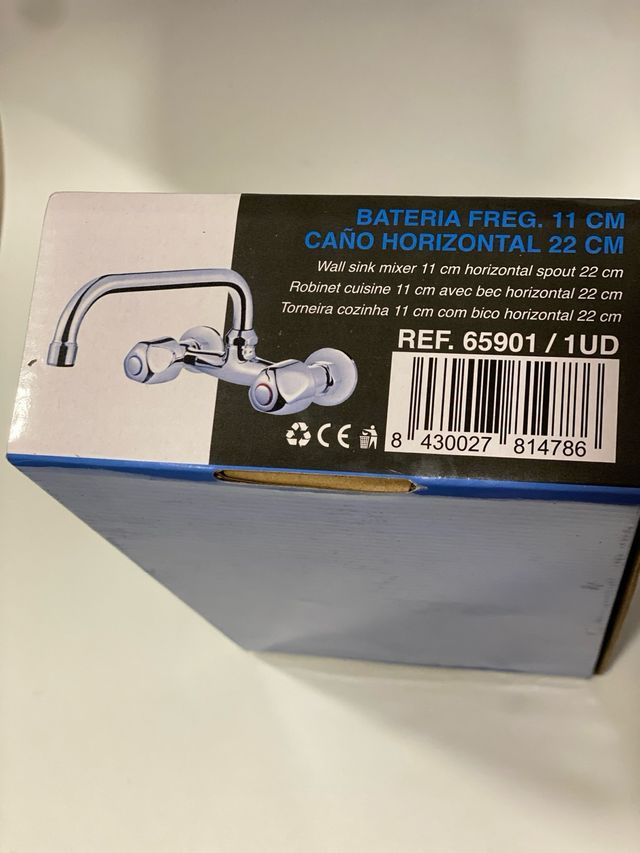 BATERIA FREG. 11 CM
CAÑO HORIZONTAL 22 CM
Wall sink mixer 11 cm horizontal spout 22 cm
Robinet cuisine 11 cm avec bec horizontal 22 cm
Torneira cozinha 11 cm com bico horizontal 22 cm
REF. 65901 / 1UD
CE
8 430027 814786